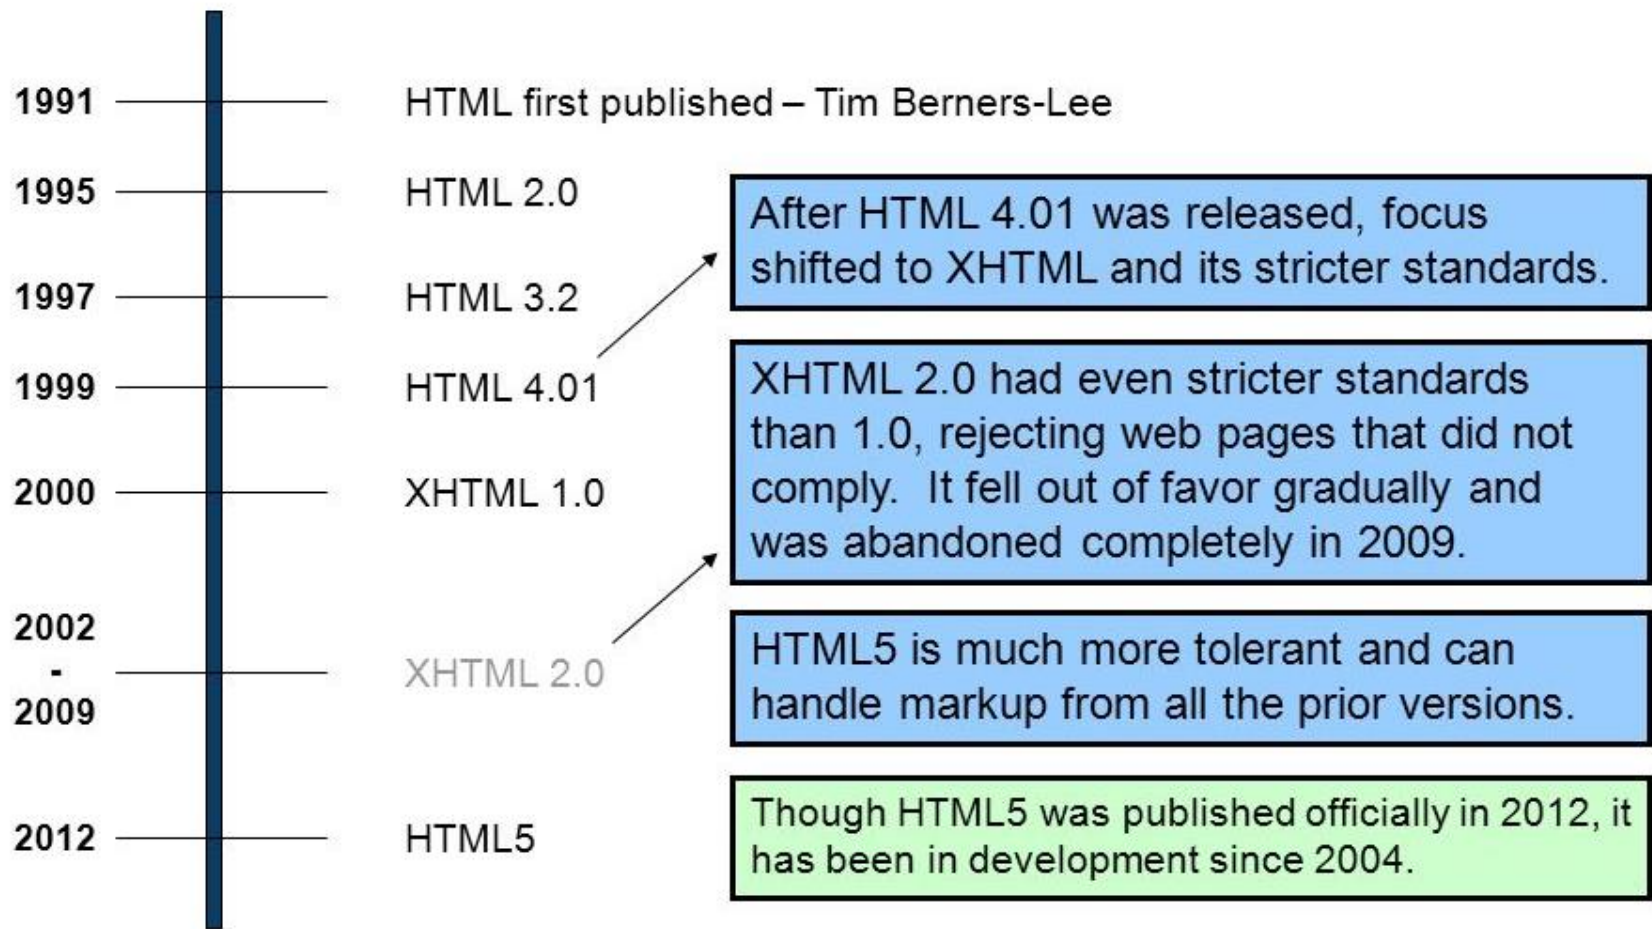 1991 HTML first published – Tim Berners-Lee
1995 HTML 2.0
After HTML 4.01 was released, focus
shifted to XHTML and its stricter standards.
1997 HTML 3.2
1999 HTML 4.01
XHTML 2.0 had even stricter standards
than 1.0, rejecting web pages that did not
comply. It fell out of favor gradually and
was abandoned completely in 2009.
2000 XHTML 1.0
2002
-
2009
XHTML 2.0
HTML5 is much more tolerant and can
handle markup from all the prior versions.
2012 HTML5
Though HTML5 was published officially in 2012, it
has been in development since 2004.